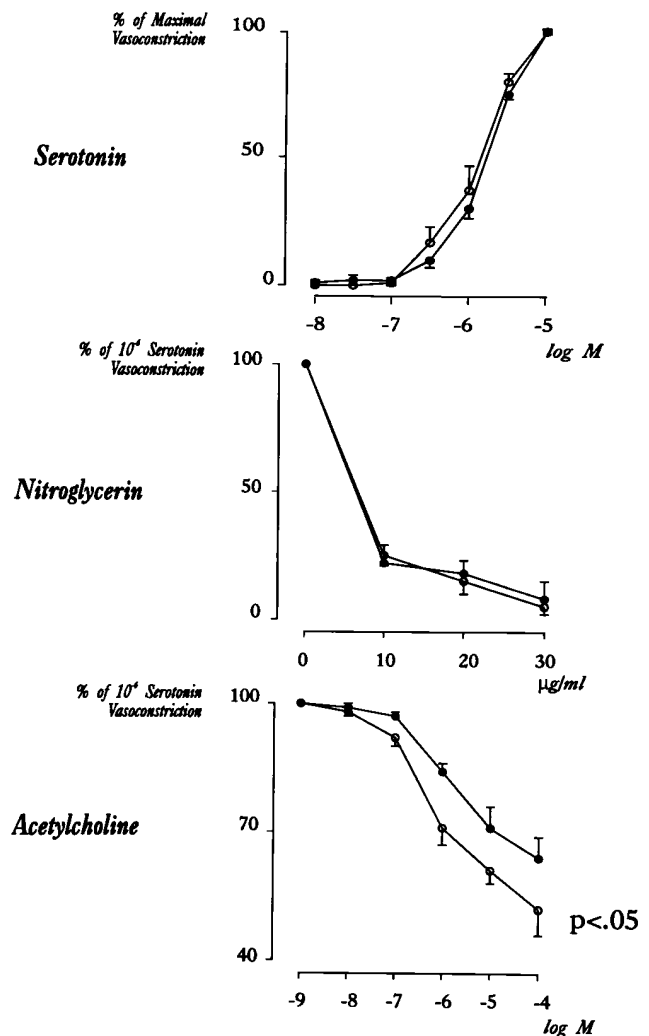 % of Maximal
Vasoconstriction
100
Serotonin
50
0
-8 -7 -6 -5
log M
% of 10⁴ Serotonin
Vasoconstriction
100
Nitroglycerin
50
0
0 10 20 30
µg/ml
% of 10⁴ Serotonin
Vasoconstriction
100
Acetylcholine
70
p<.05
40
-9 -8 -7 -6 -5 -4
log M